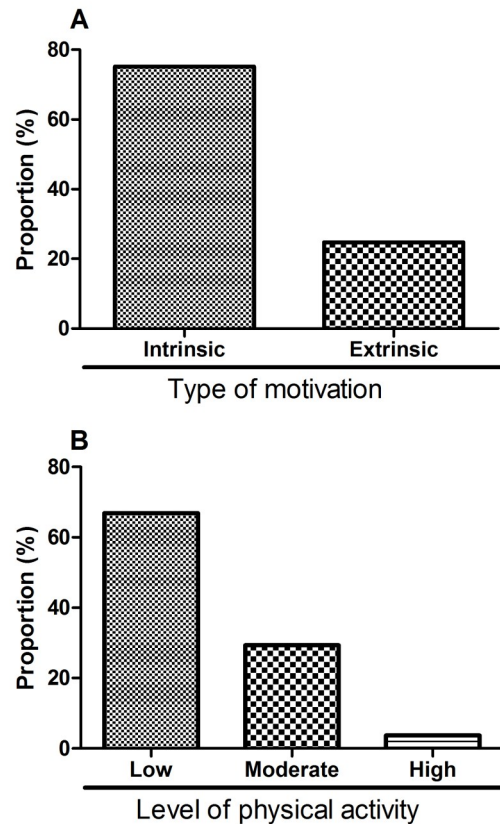 A
Proportion (%)
80
60
40
20
0
Intrinsic Extrinsic
Type of motivation
B
Proportion (%)
80
60
40
20
0
Low Moderate High
Level of physical activity